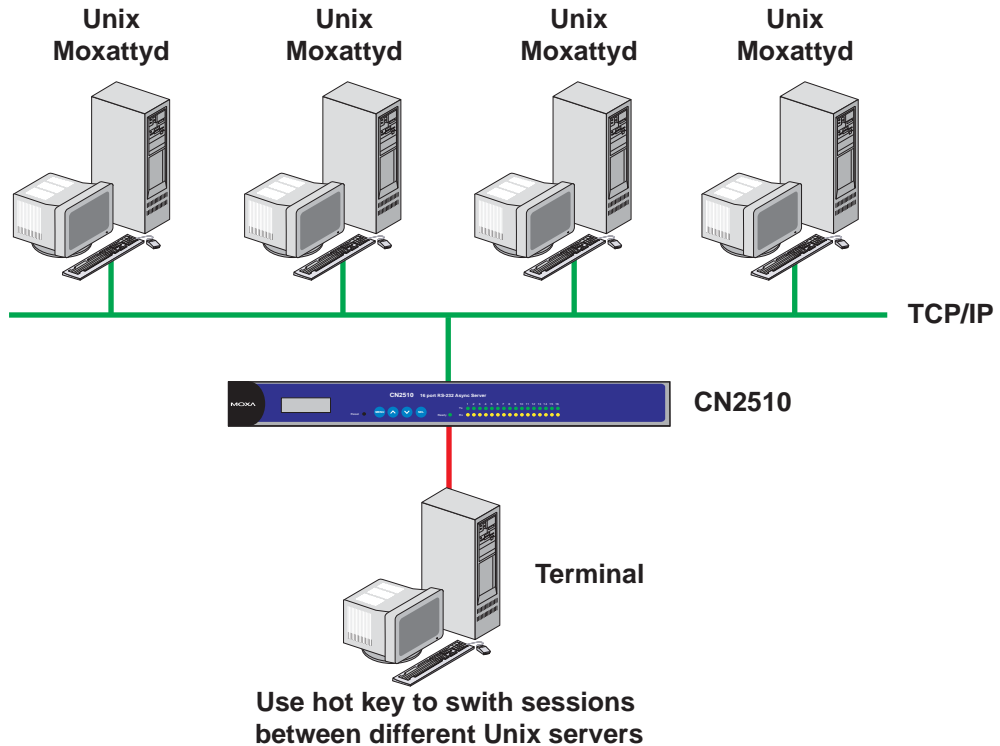 Unix
Moxattyd
Unix
Moxattyd
Unix
Moxattyd
Unix
Moxattyd
TCP/IP
MOXA
CN2510 16 port RS-232 Async Server
CN2510
Terminal
Use hot key to swith sessions
between different Unix servers